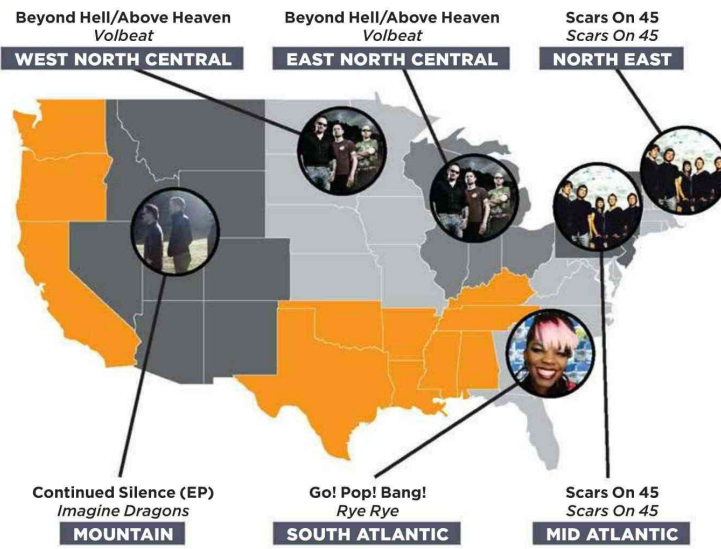 Beyond Hell/Above Heaven
Volbeat
WEST NORTH CENTRAL
Beyond Hell/Above Heaven
Volbeat
EAST NORTH CENTRAL
Scars On 45
Scars On 45
NORTH EAST
Continued Silence (EP)
Imagine Dragons
MOUNTAIN
Go! Pop! Bang!
Rye Rye
SOUTH ATLANTIC
Scars On 45
Scars On 45
MID ATLANTIC